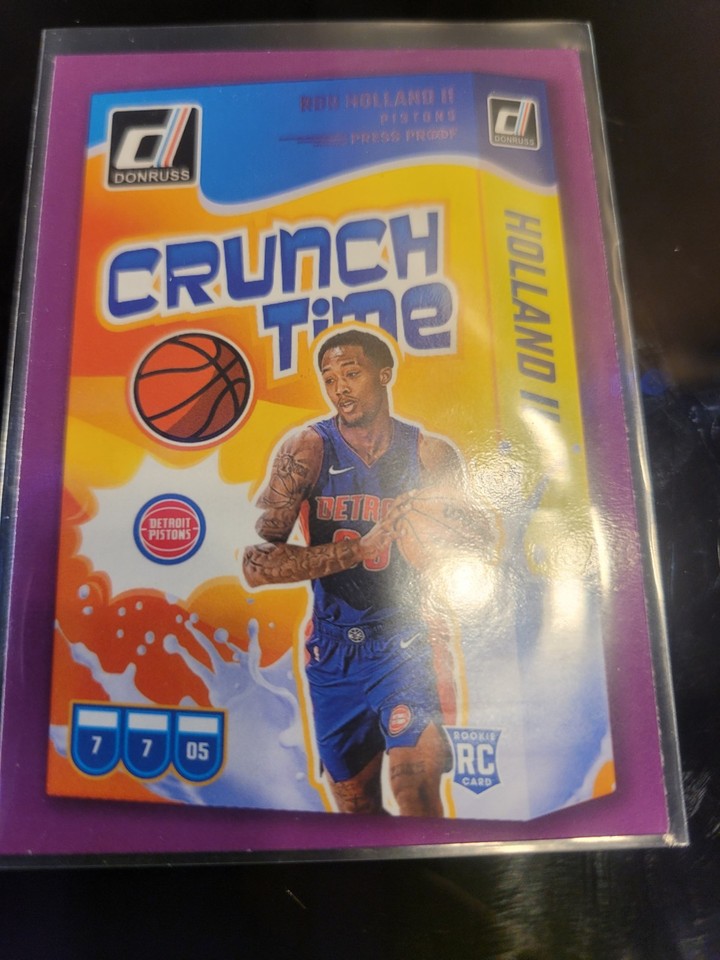 DONRUSS
RON HOLLAND II
PISTONS
PRESS PROOF
DONRUSS
CRUNCH
TIME
HOLLAND II
DETROIT
PISTONS
DETRO
7 7 05
ROOKIE
RC
CARD